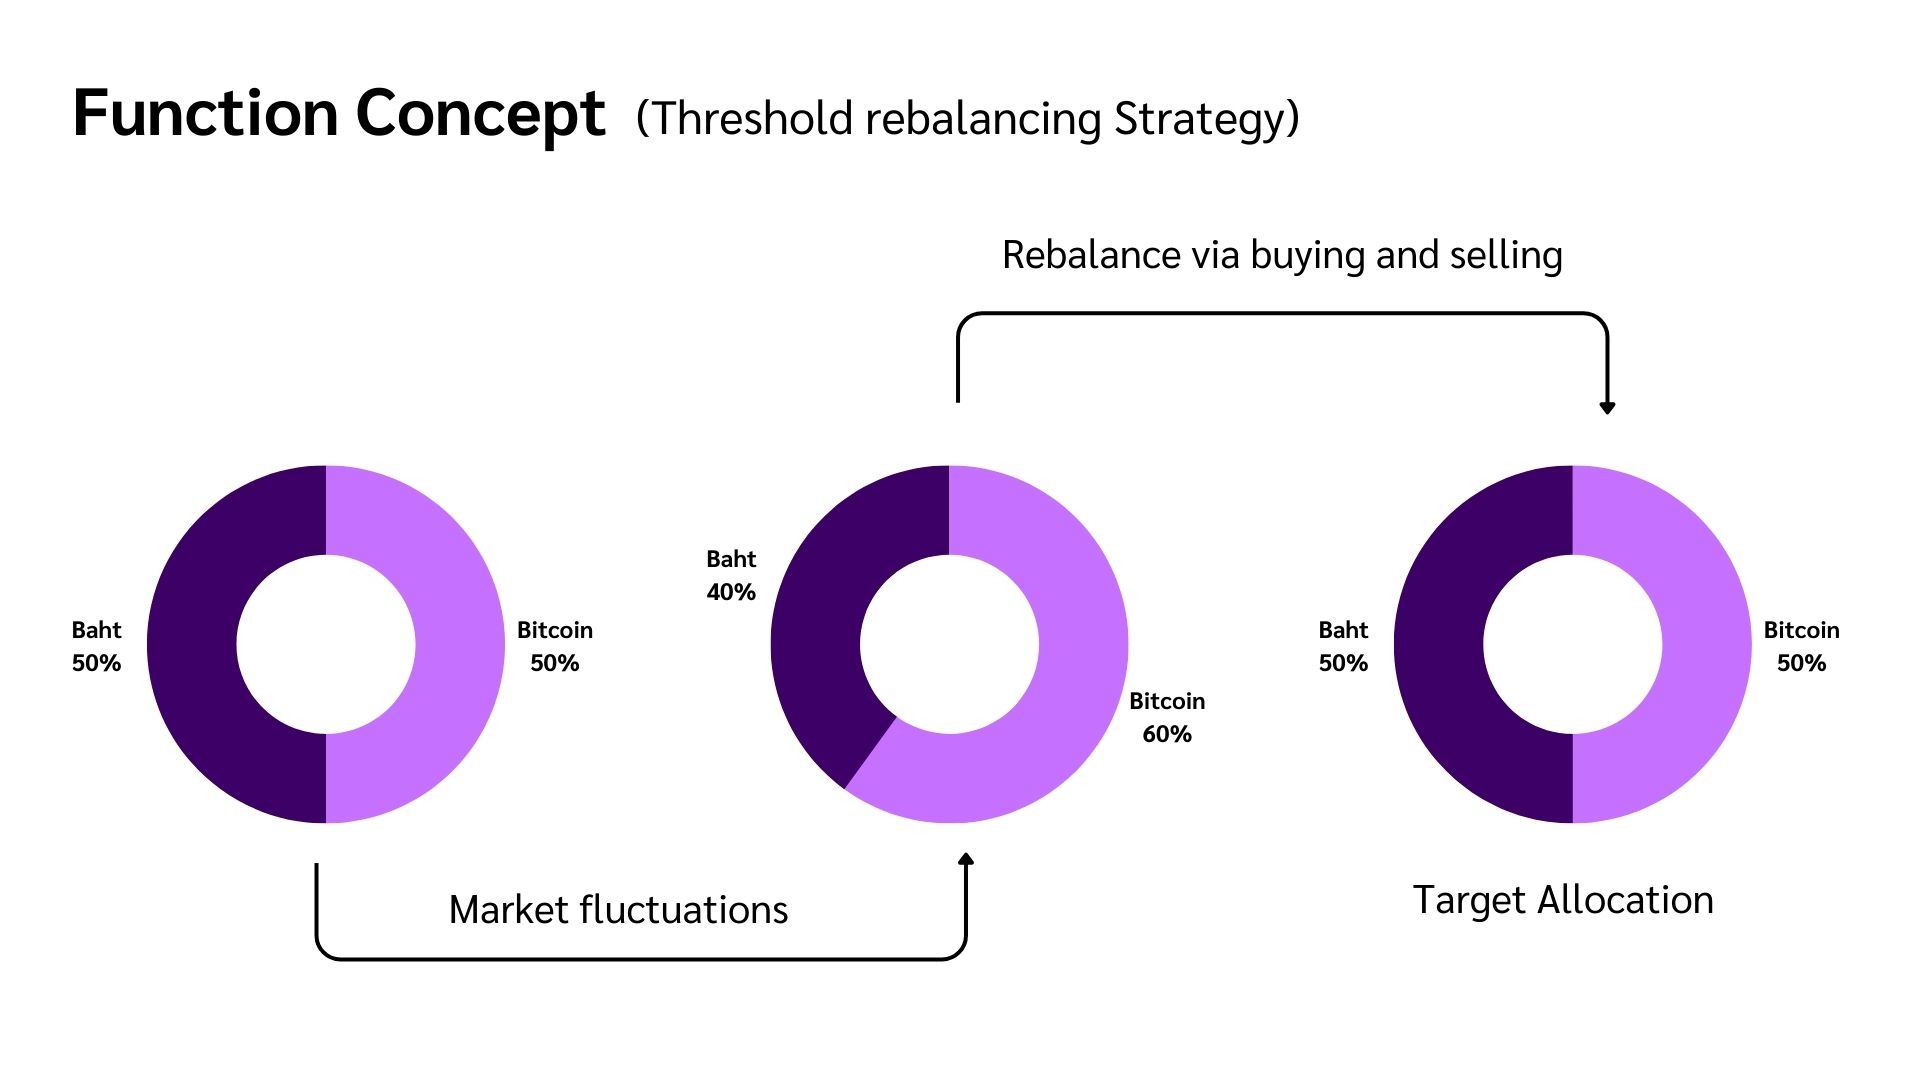 Function Concept (Threshold rebalancing Strategy)
Rebalance via buying and selling
Baht
50%
Bitcoin
50%
Baht
40%
Bitcoin
60%
Baht
50%
Bitcoin
50%
Market fluctuations
Target Allocation